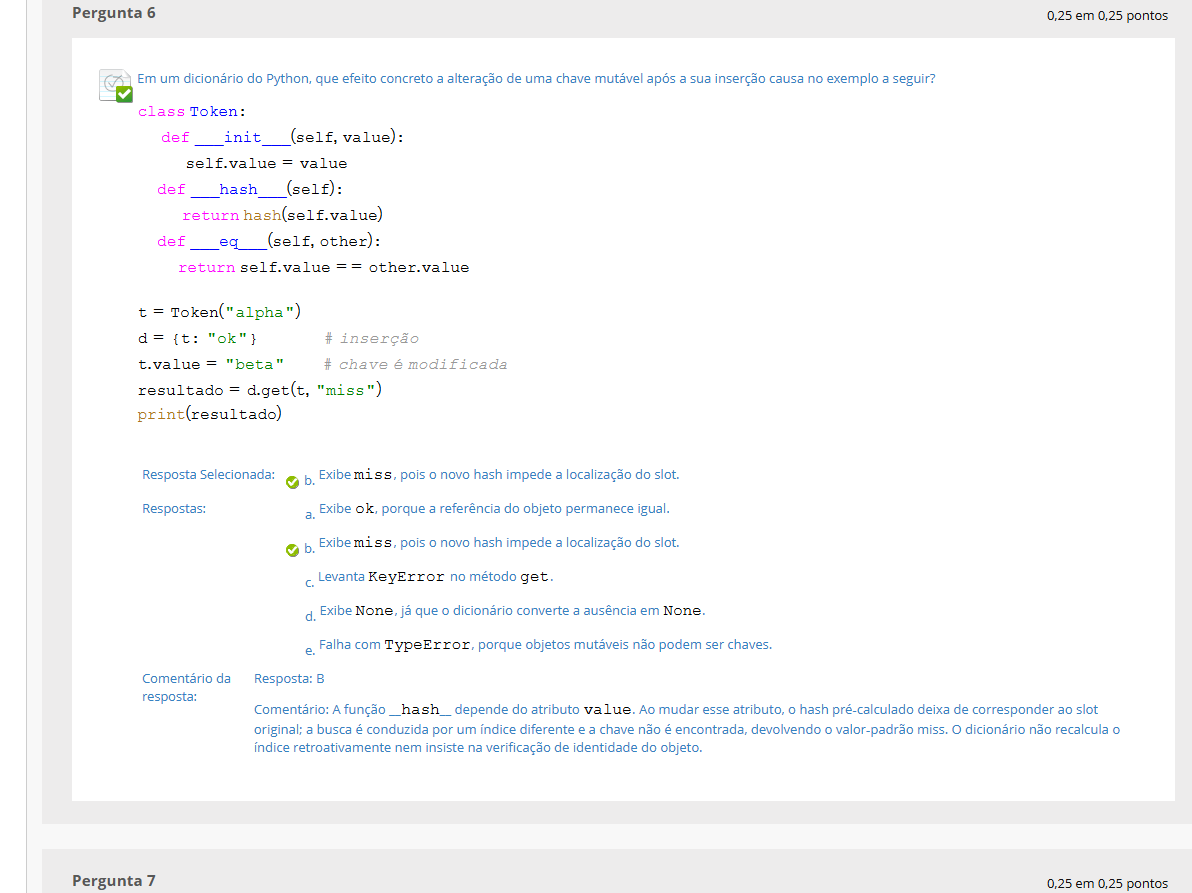 Pergunta 6
0,25 em 0,25 pontos
Em um dicionário do Python, que efeito concreto a alteração de uma chave mutável após a sua inserção causa no exemplo a seguir?
class Token:
def ___init___(self, value):
self.value = value
def ___hash___(self):
return hash(self.value)
def ___eq___(self, other):
return self.value = = other.value
t = Token("alpha")
d = {t: "ok"} # inserção
t.value = "beta" # chave é modificada
resultado = d.get(t, "miss")
print(resultado)
Resposta Selecionada: b. Exibe miss, pois o novo hash impede a localização do slot.
Respostas: a. Exibe ok, porque a referência do objeto permanece igual.
b. Exibe miss, pois o novo hash impede a localização do slot.
c. Levanta KeyError no método get.
d. Exibe None, já que o dicionário converte a ausência em None.
e. Falha com TypeError, porque objetos mutáveis não podem ser chaves.
Comentário da resposta: Resposta: B
Comentário: A função __hash__ depende do atributo value. Ao mudar esse atributo, o hash pré-calculado deixa de corresponder ao slot
original; a busca é conduzida por um índice diferente e a chave não é encontrada, devolvendo o valor-padrão miss. O dicionário não recalcula o
índice retroativamente nem insiste na verificação de identidade do objeto.
Pergunta 7
0,25 em 0,25 pontos